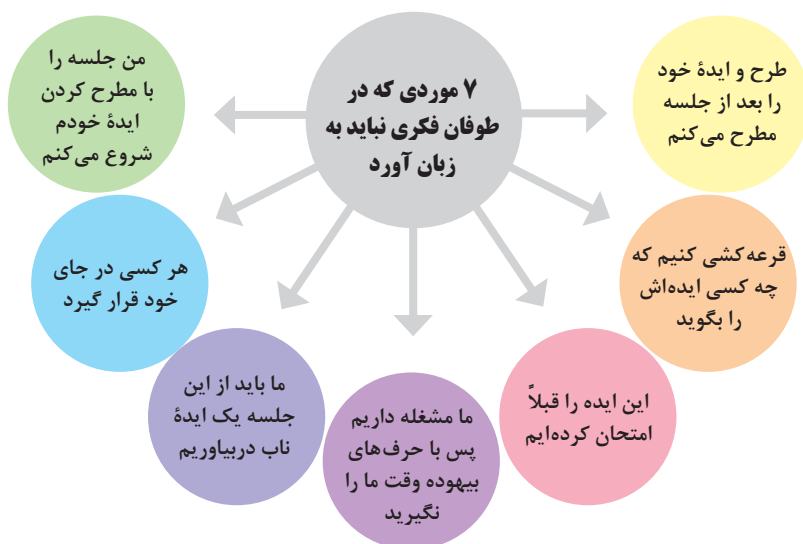 ۷ موردی که در
طوفان فکری نباید به
زبان آورد
طرح و ایدهٔ خود
را بعد از جلسه
مطرح می‌کنم
قرعه‌کشی کنیم که
چه کسی ایده‌اش
را بگوید
این ایده را قبلاً
امتحان کرده‌ایم
ما مشغله داریم
پس با حرف‌های
بیهوده وقت ما را
نگیرید
ما باید از این
جلسه یک ایدهٔ
ناب دربیاوریم
هر کسی در جای
خود قرار گیرد
من جلسه را
با مطرح کردن
ایدهٔ خودم
شروع می‌کنم